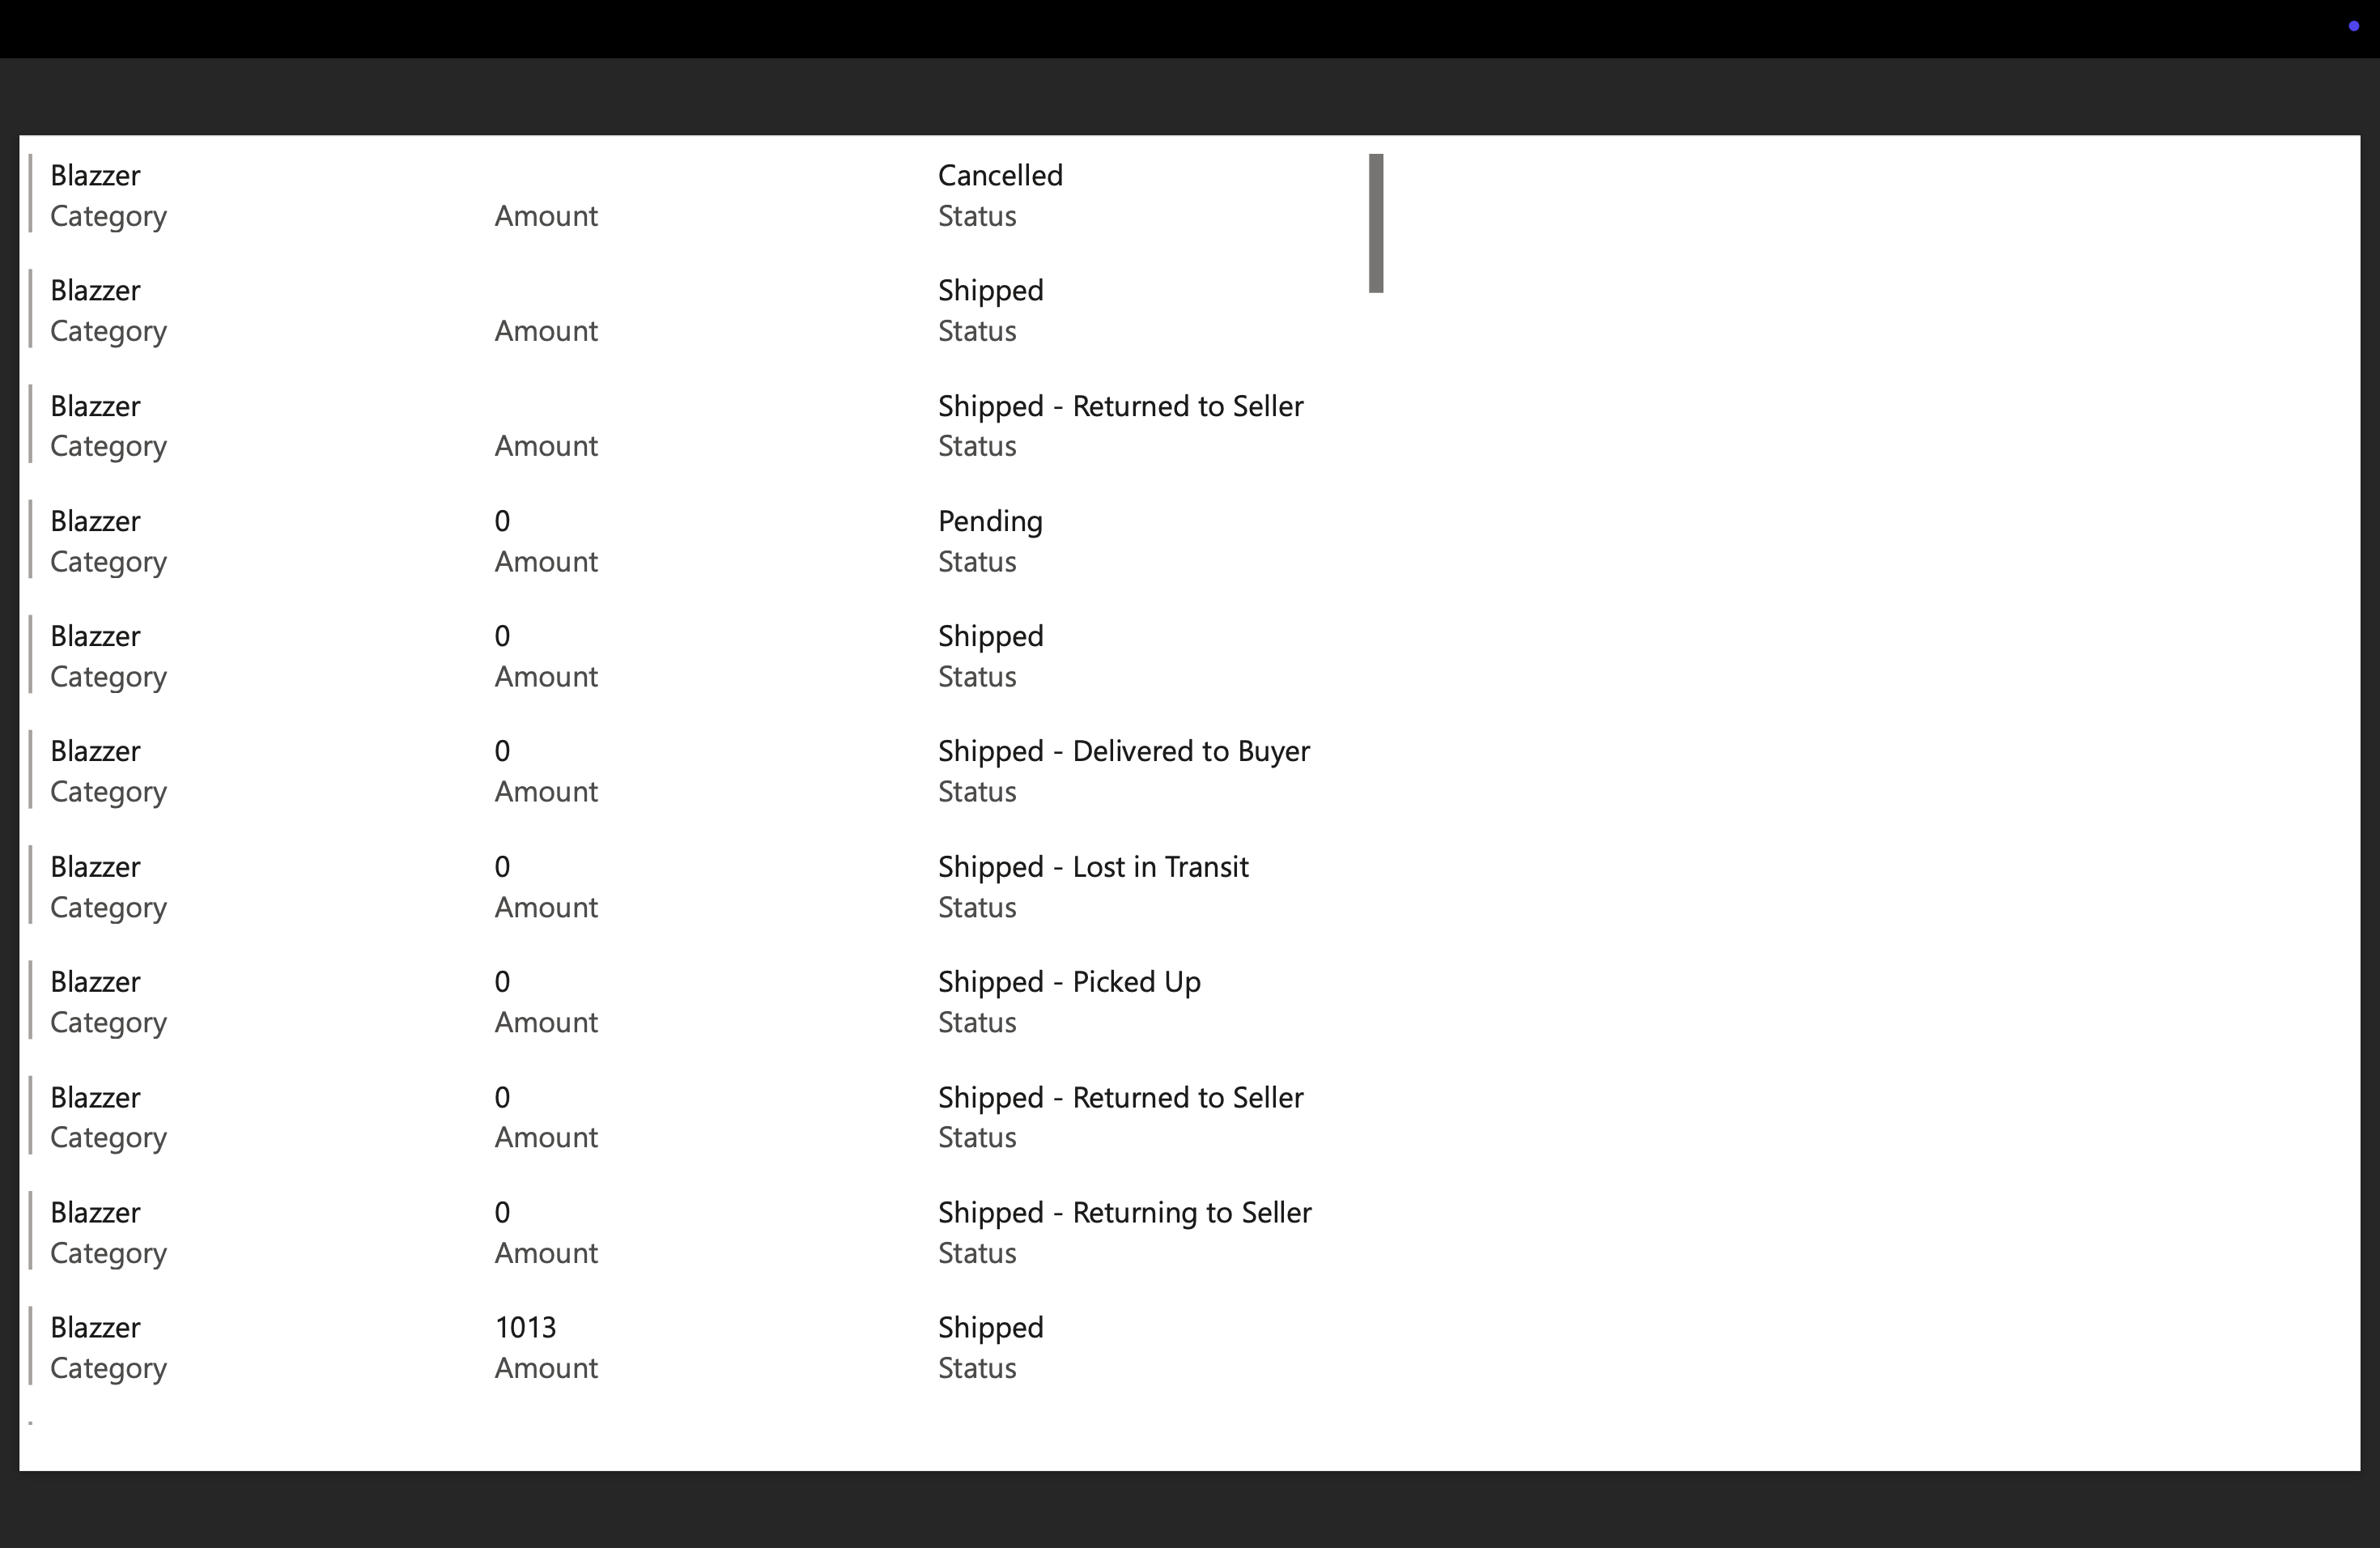 Blazzer Cancelled
Category Amount Status
Blazzer Shipped
Category Amount Status
Blazzer Shipped - Returned to Seller
Category Amount Status
Blazzer 0 Pending
Category Amount Status
Blazzer 0 Shipped
Category Amount Status
Blazzer 0 Shipped - Delivered to Buyer
Category Amount Status
Blazzer 0 Shipped - Lost in Transit
Category Amount Status
Blazzer 0 Shipped - Picked Up
Category Amount Status
Blazzer 0 Shipped - Returned to Seller
Category Amount Status
Blazzer 0 Shipped - Returning to Seller
Category Amount Status
Blazzer 1013 Shipped
Category Amount Status